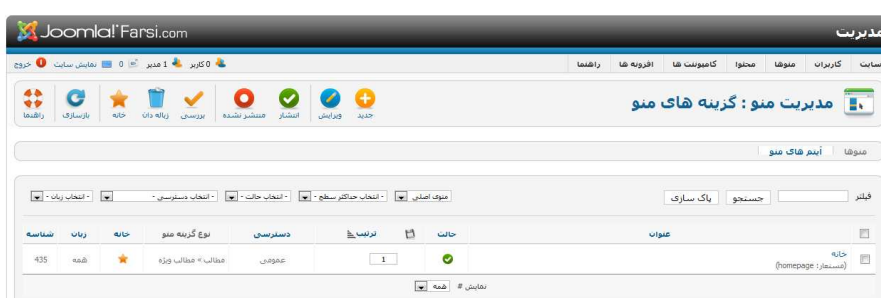 Joomla!'Farsi.com
مدیریت
سایت کاربران منوها محتوا کامپوننت ها افزونه ها راهنما
0 کاربر 1 مدیر 0 نمایش سایت خروج
مدیریت منو : گزینه های منو
جدید ویرایش انتشار منتشر نشده بررسی زباله دان خانه بازسازی راهنما
منوها آیتم های منو
فیلتر جستجو پاک سازی
منوی اصلی - انتخاب حداکثر سطح - - انتخاب حالت - - انتخاب دسترسی - - انتخاب زبان -
عنوان حالت ترتیب دسترسی نوع گزینه منو خانه زبان شناسه
خانه 1 عمومی مطالب » مطالب ویژه همه 435
(مستعار: homepage)
نمایش # همه